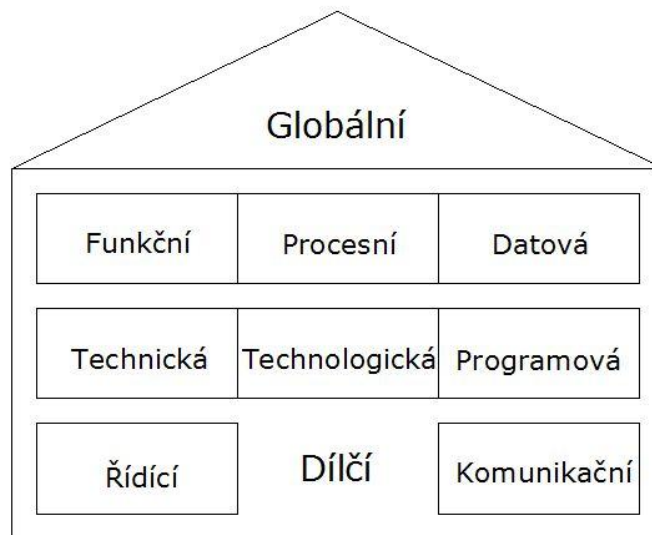 Globální
Funkční Procesní Datová
Technická Technologická Programová
Řídící Dílčí Komunikační